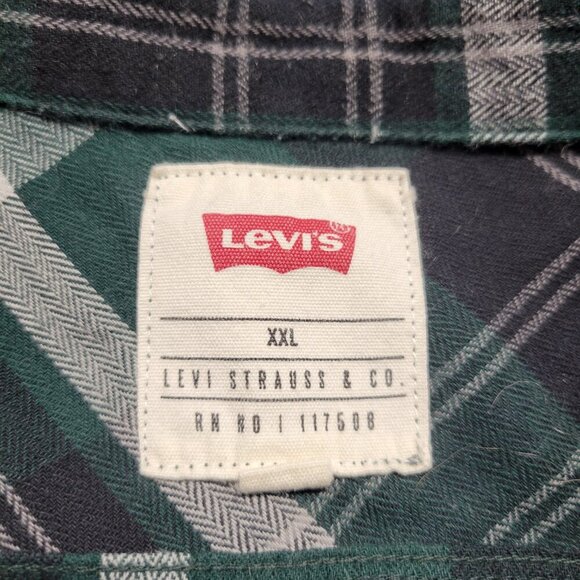 LEVI'S®
XXL
LEVI STRAUSS & CO.
RN NO | 117508